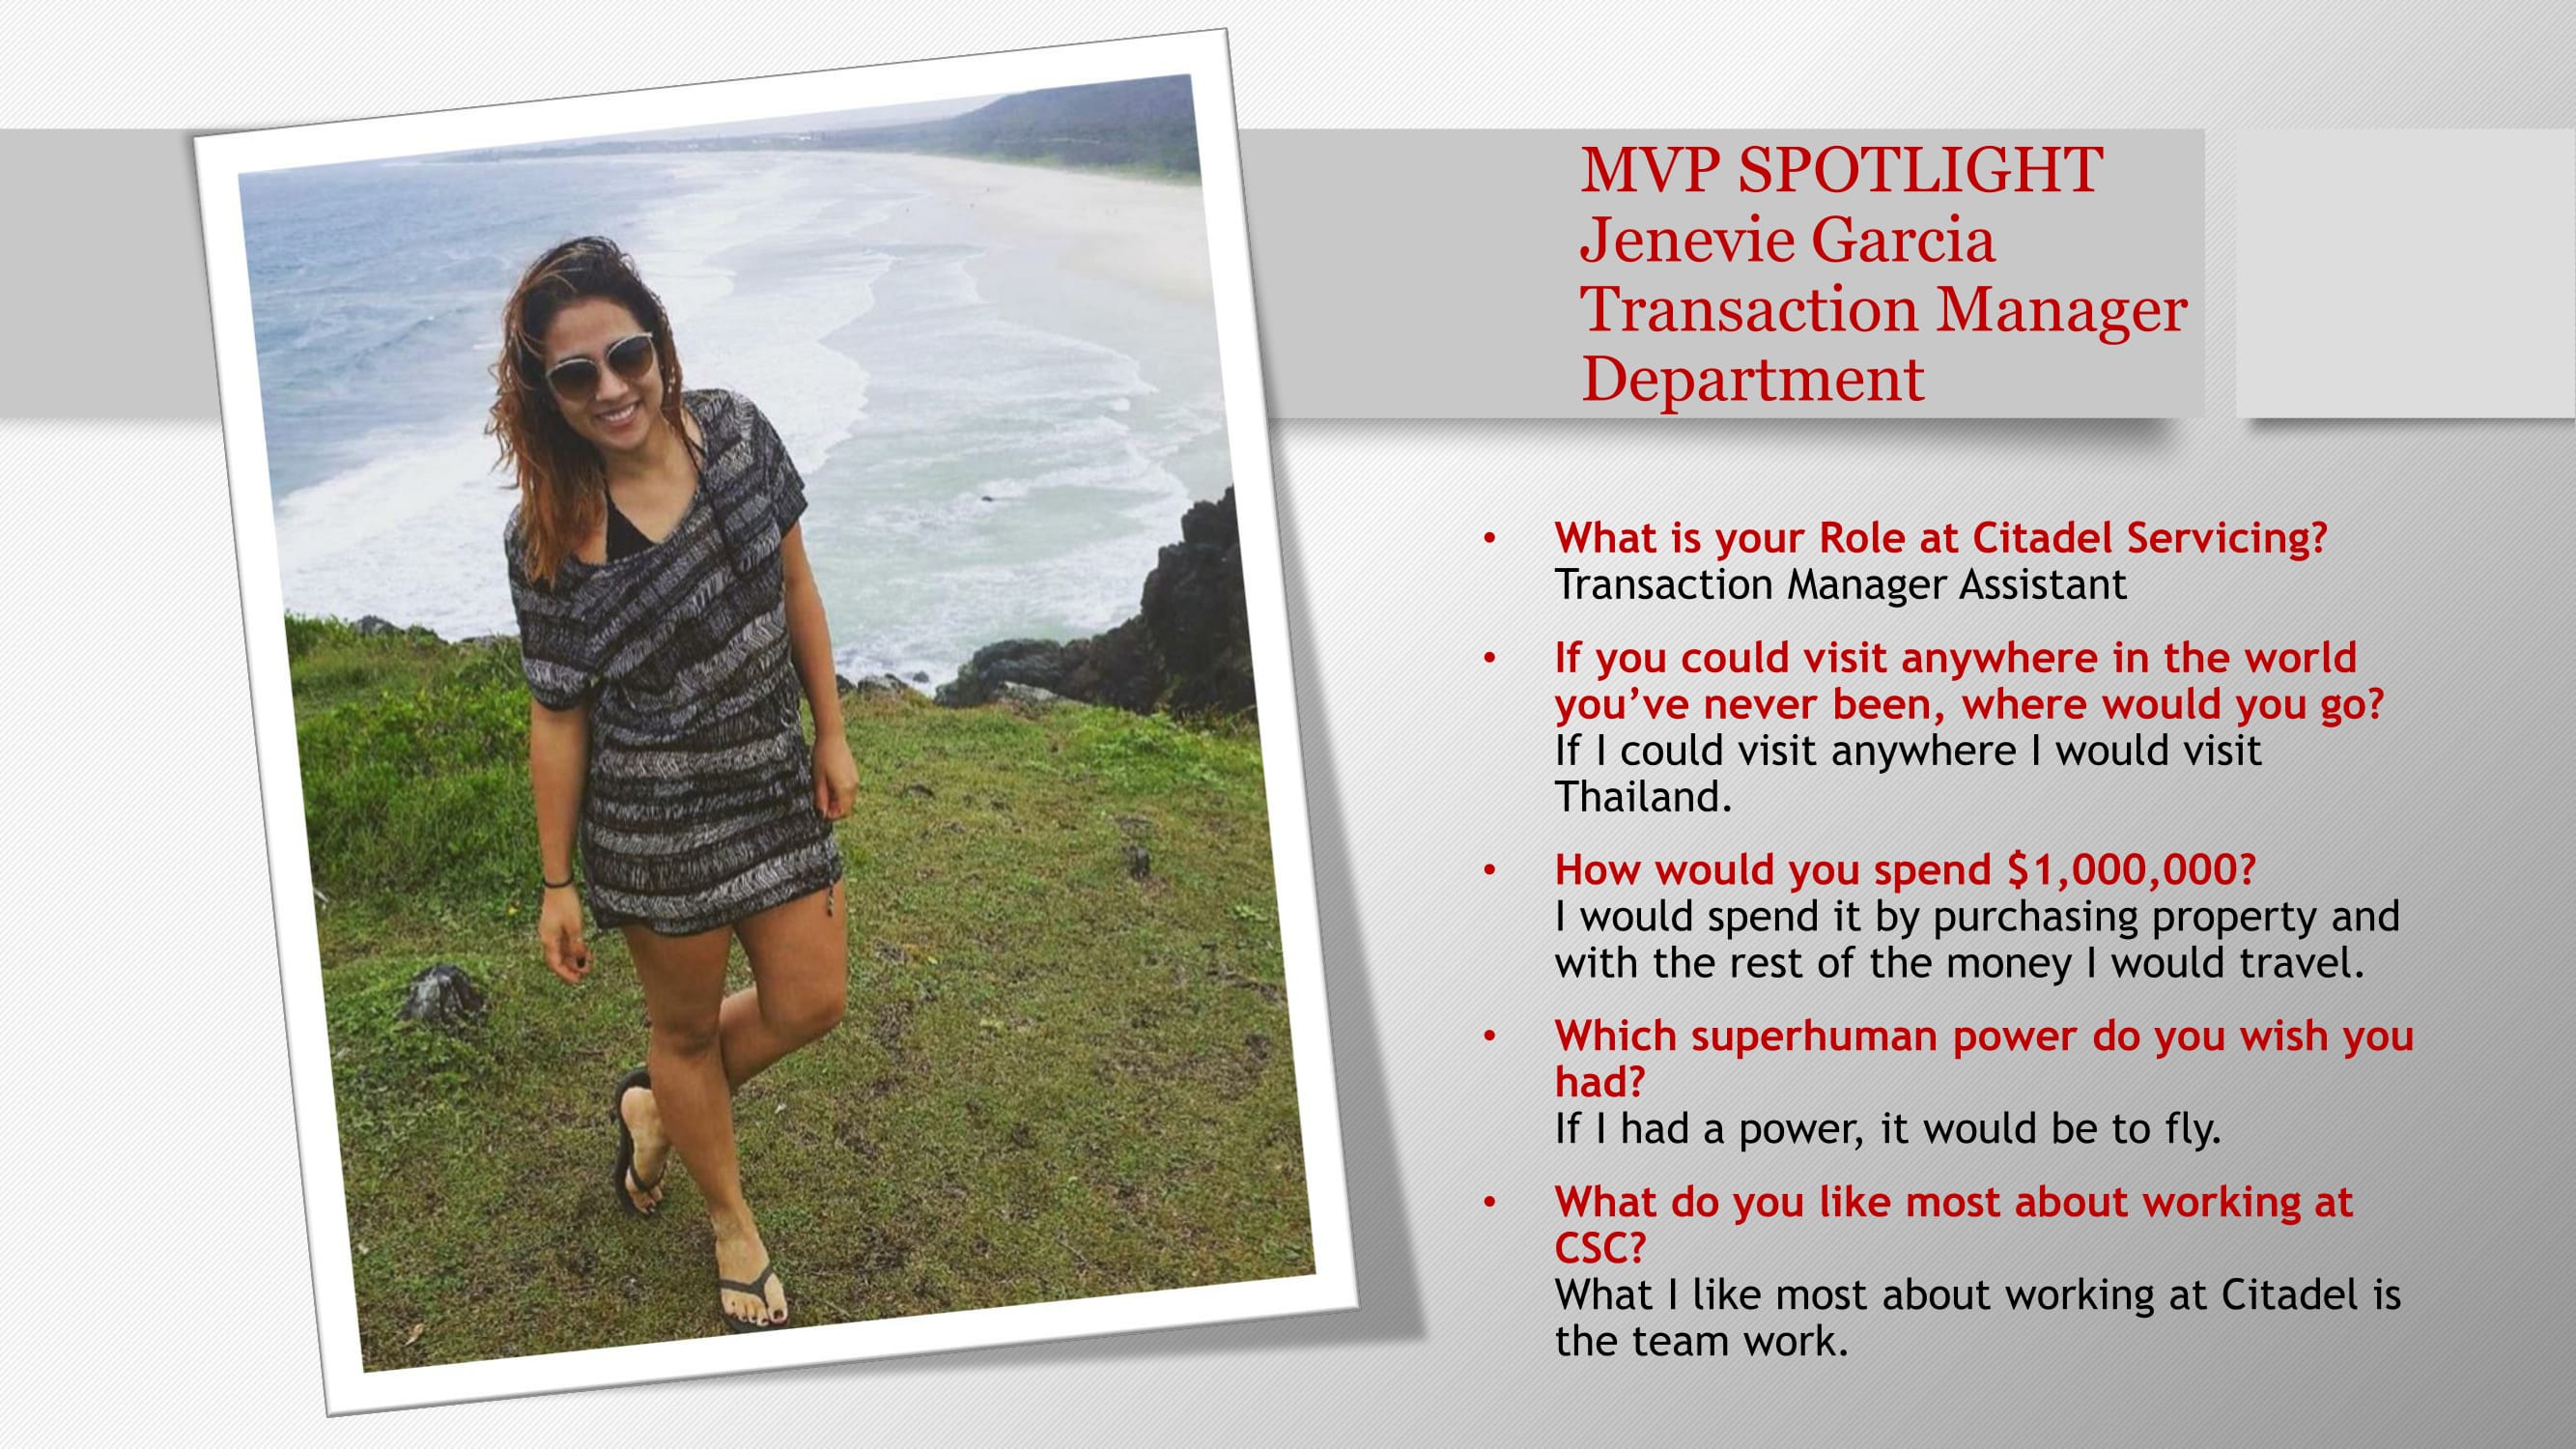 MVP SPOTLIGHT
Jenevie Garcia
Transaction Manager
Department
• What is your Role at Citadel Servicing?
Transaction Manager Assistant
• If you could visit anywhere in the world
you’ve never been, where would you go?
If I could visit anywhere I would visit
Thailand.
• How would you spend $1,000,000?
I would spend it by purchasing property and
with the rest of the money I would travel.
• Which superhuman power do you wish you
had?
If I had a power, it would be to fly.
• What do you like most about working at
CSC?
What I like most about working at Citadel is
the team work.